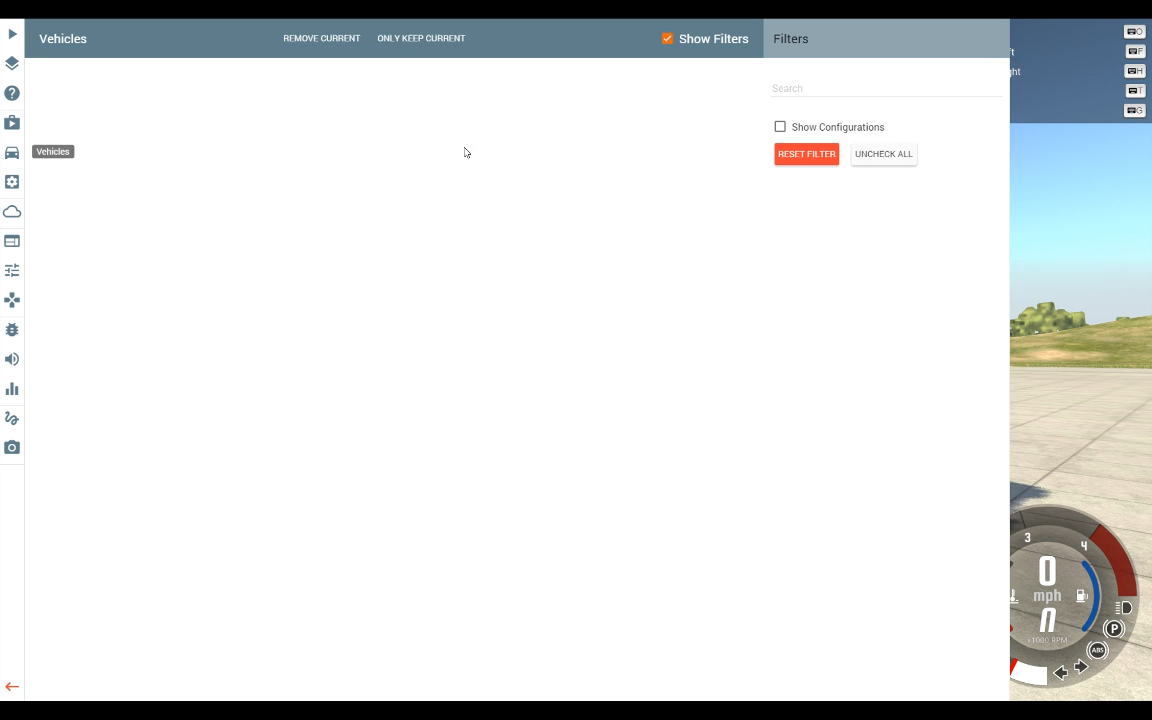 Vehicles
REMOVE CURRENT
ONLY KEEP CURRENT
Show Filters
Filters
Search
Show Configurations
RESET FILTER
UNCHECK ALL
Vehicles
O
F
H
T
G
3
4
0
mph
n
x1000 RPM
P
ABS